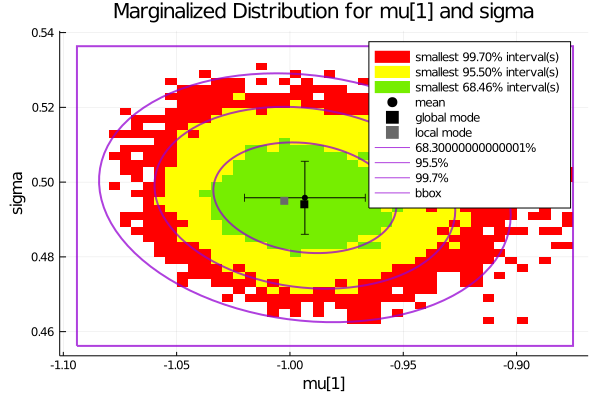 Marginalized Distribution for mu[1] and sigma
0.54
smallest 99.70% interval(s)
smallest 95.50% interval(s)
smallest 68.46% interval(s)
mean
global mode
local mode
68.30000000000001%
95.5%
99.7%
bbox
0.52
0.50
0.48
0.46
sigma
-1.10
-1.05
-1.00
-0.95
-0.90
mu[1]